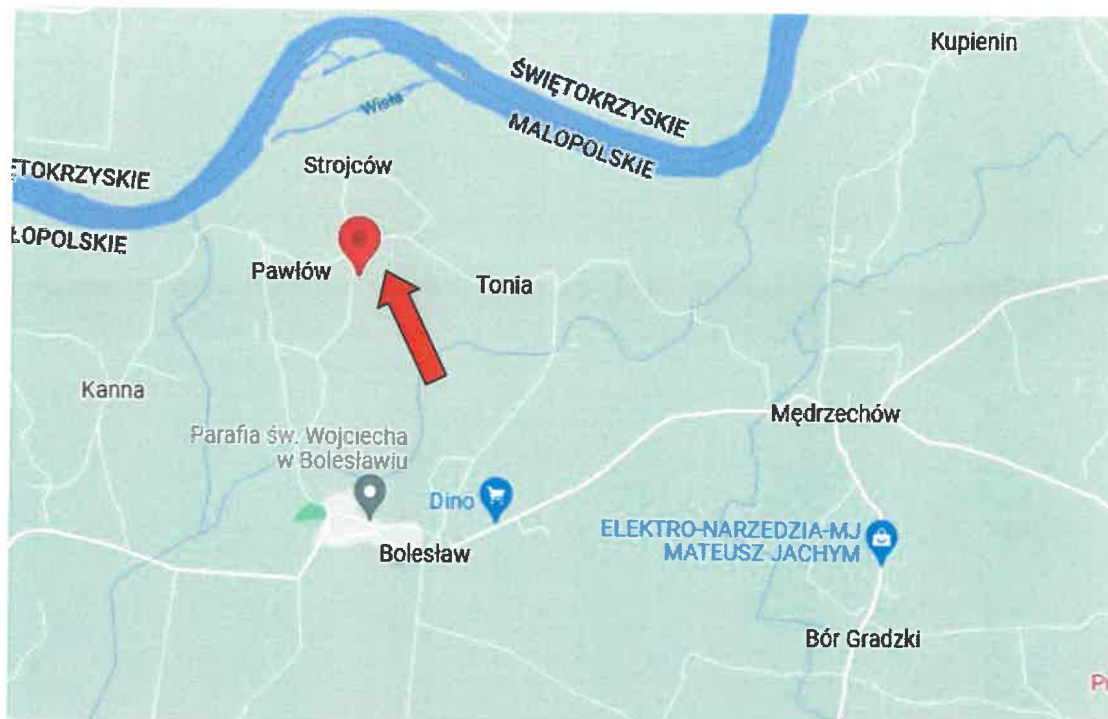 Kupienin
ŚWIĘTOKRZYSKIE
MAŁOPOLSKIE
Wisła
Strojców
ĘTOKRZYSKIE
ŁOPOLSKIE
Pawłów
Tonia
Kanna
Mędrzechów
Parafia św. Wojciecha
w Bolesławiu
Dino
ELEKTRO-NARZEDZIA-MJ
MATEUSZ JACHYM
Bolesław
Bór Gradzki